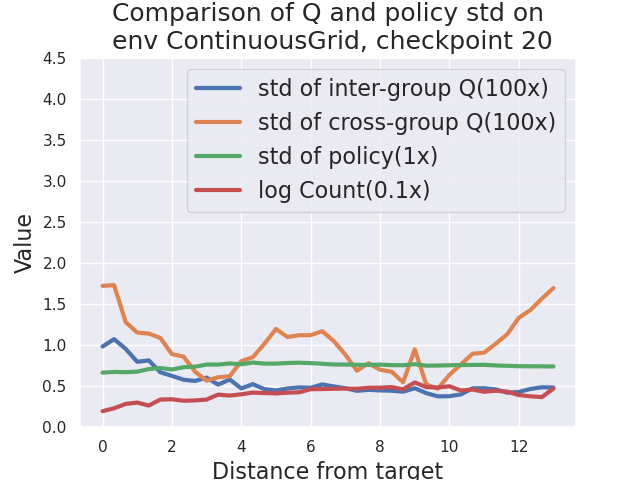 Comparison of Q and policy std on
env ContinuousGrid, checkpoint 20
4.5
4.0
3.5
3.0
2.5
2.0
1.5
1.0
0.5
0.0
Value
std of inter-group Q(100x)
std of cross-group Q(100x)
std of policy(1x)
log Count(0.1x)
0 2 4 6 8 10 12
Distance from target